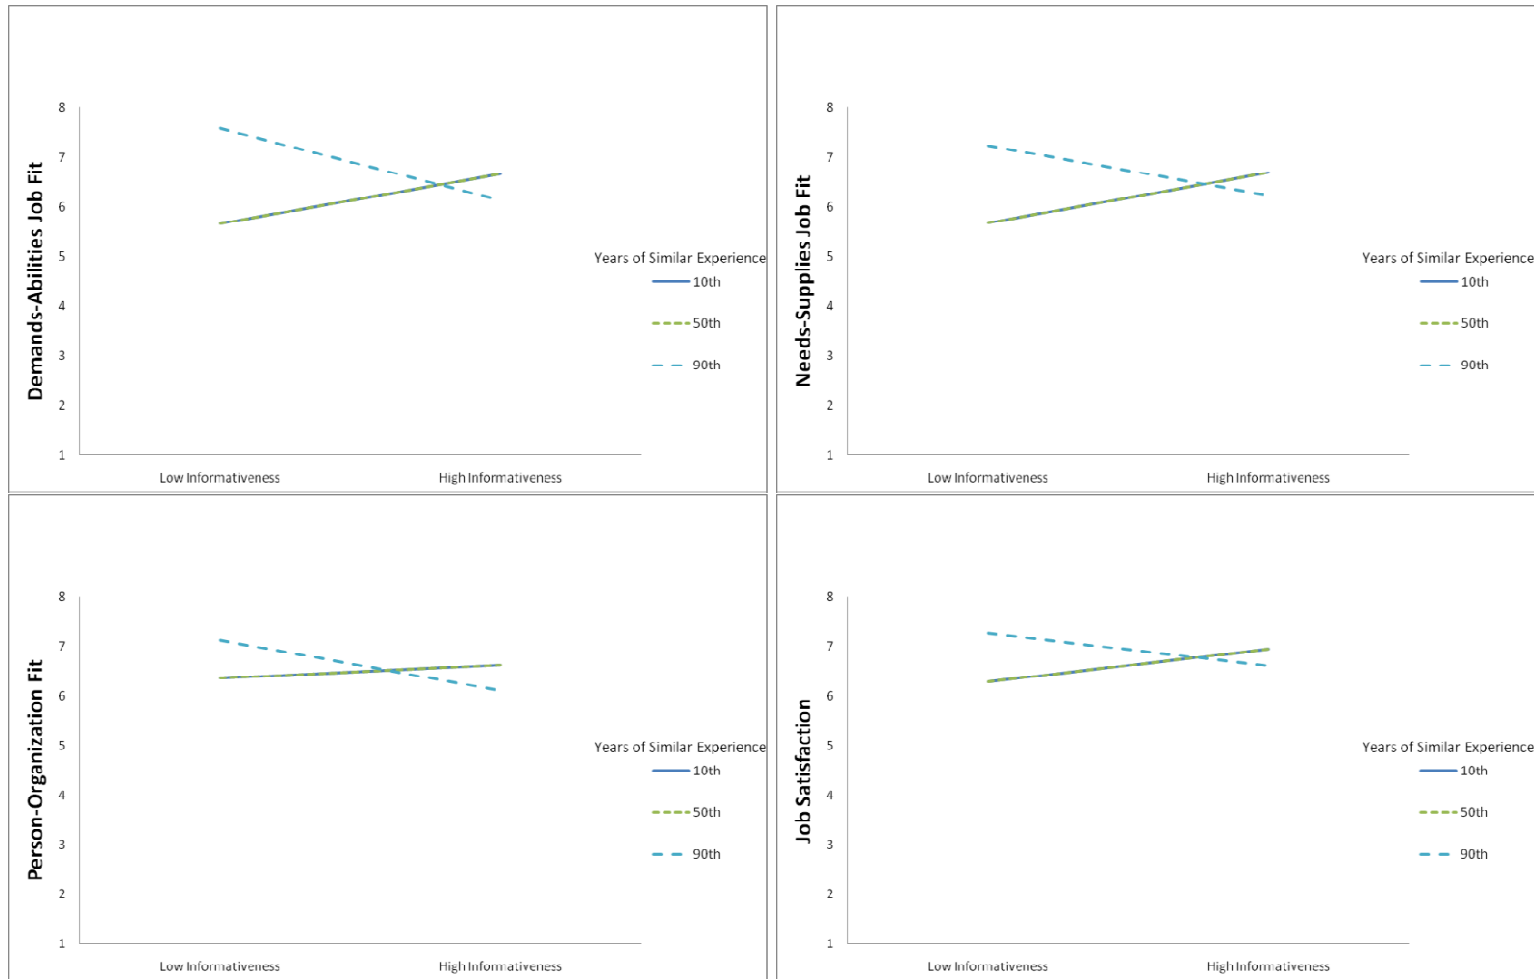 Demands-Abilities Job Fit
8
7
6
5
4
3
2
1
Low Informativeness
High Informativeness
Years of Similar Experience
10th
50th
90th
Needs-Supplies Job Fit
8
7
6
5
4
3
2
1
Low Informativeness
High Informativeness
Years of Similar Experience
10th
50th
90th
Person-Organization Fit
8
7
6
5
4
3
2
1
Low Informativeness
High Informativeness
Years of Similar Experience
10th
50th
90th
Job Satisfaction
8
7
6
5
4
3
2
1
Low Informativeness
High Informativeness
Years of Similar Experience
10th
50th
90th